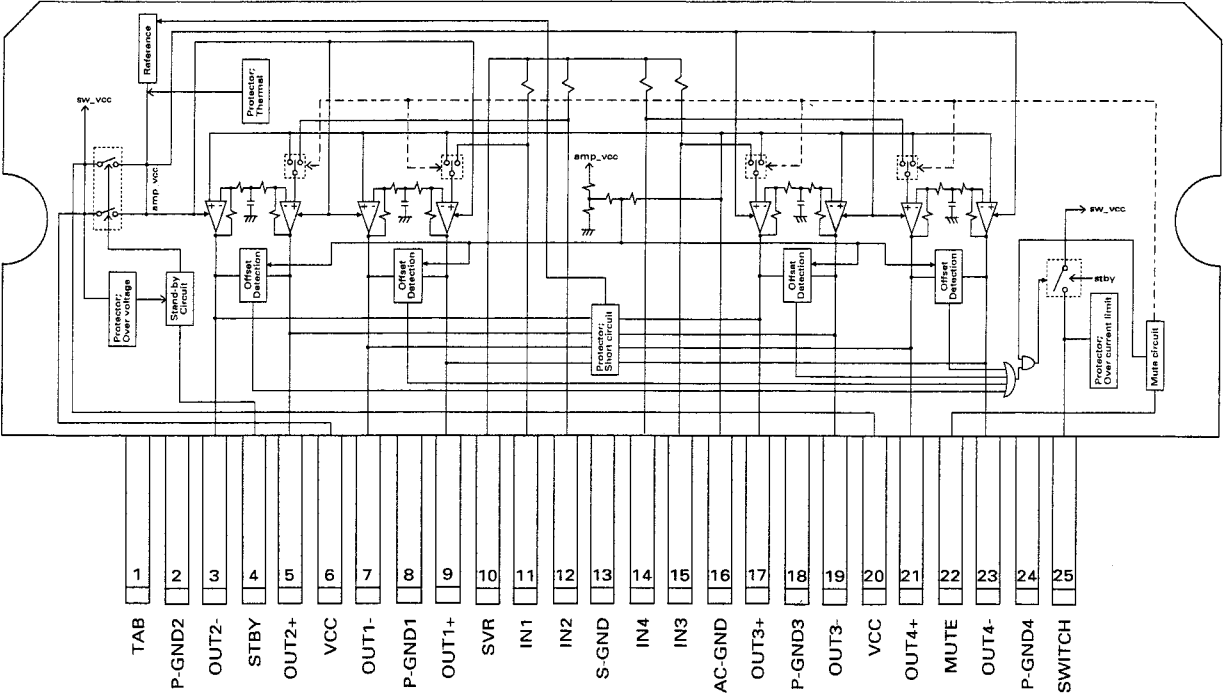 Reference
Protector;
Thermal
sw_vcc
amp_vcc
amp_vcc
sw_vcc
- + + - - + + -
+ - - + + - - +
Offset
Detection
Offset
Detection
Offset
Detection
Offset
Detection
stby
Protector;
Over voltage
Stand-by
Circuit
Protector;
Short circuit
Protector;
Over current limit
Mute circuit
1 2 3 4 5 6 7 8 9 10 11 12 13 14 15 16 17 18 19 20 21 22 23 24 25
TAB
P-GND2
OUT2-
STBY
OUT2+
VCC
OUT1-
P-GND1
OUT1+
SVR
IN1
IN2
S-GND
IN4
IN3
AC-GND
OUT3+
P-GND3
OUT3-
VCC
OUT4+
MUTE
OUT4-
P-GND4
SWITCH